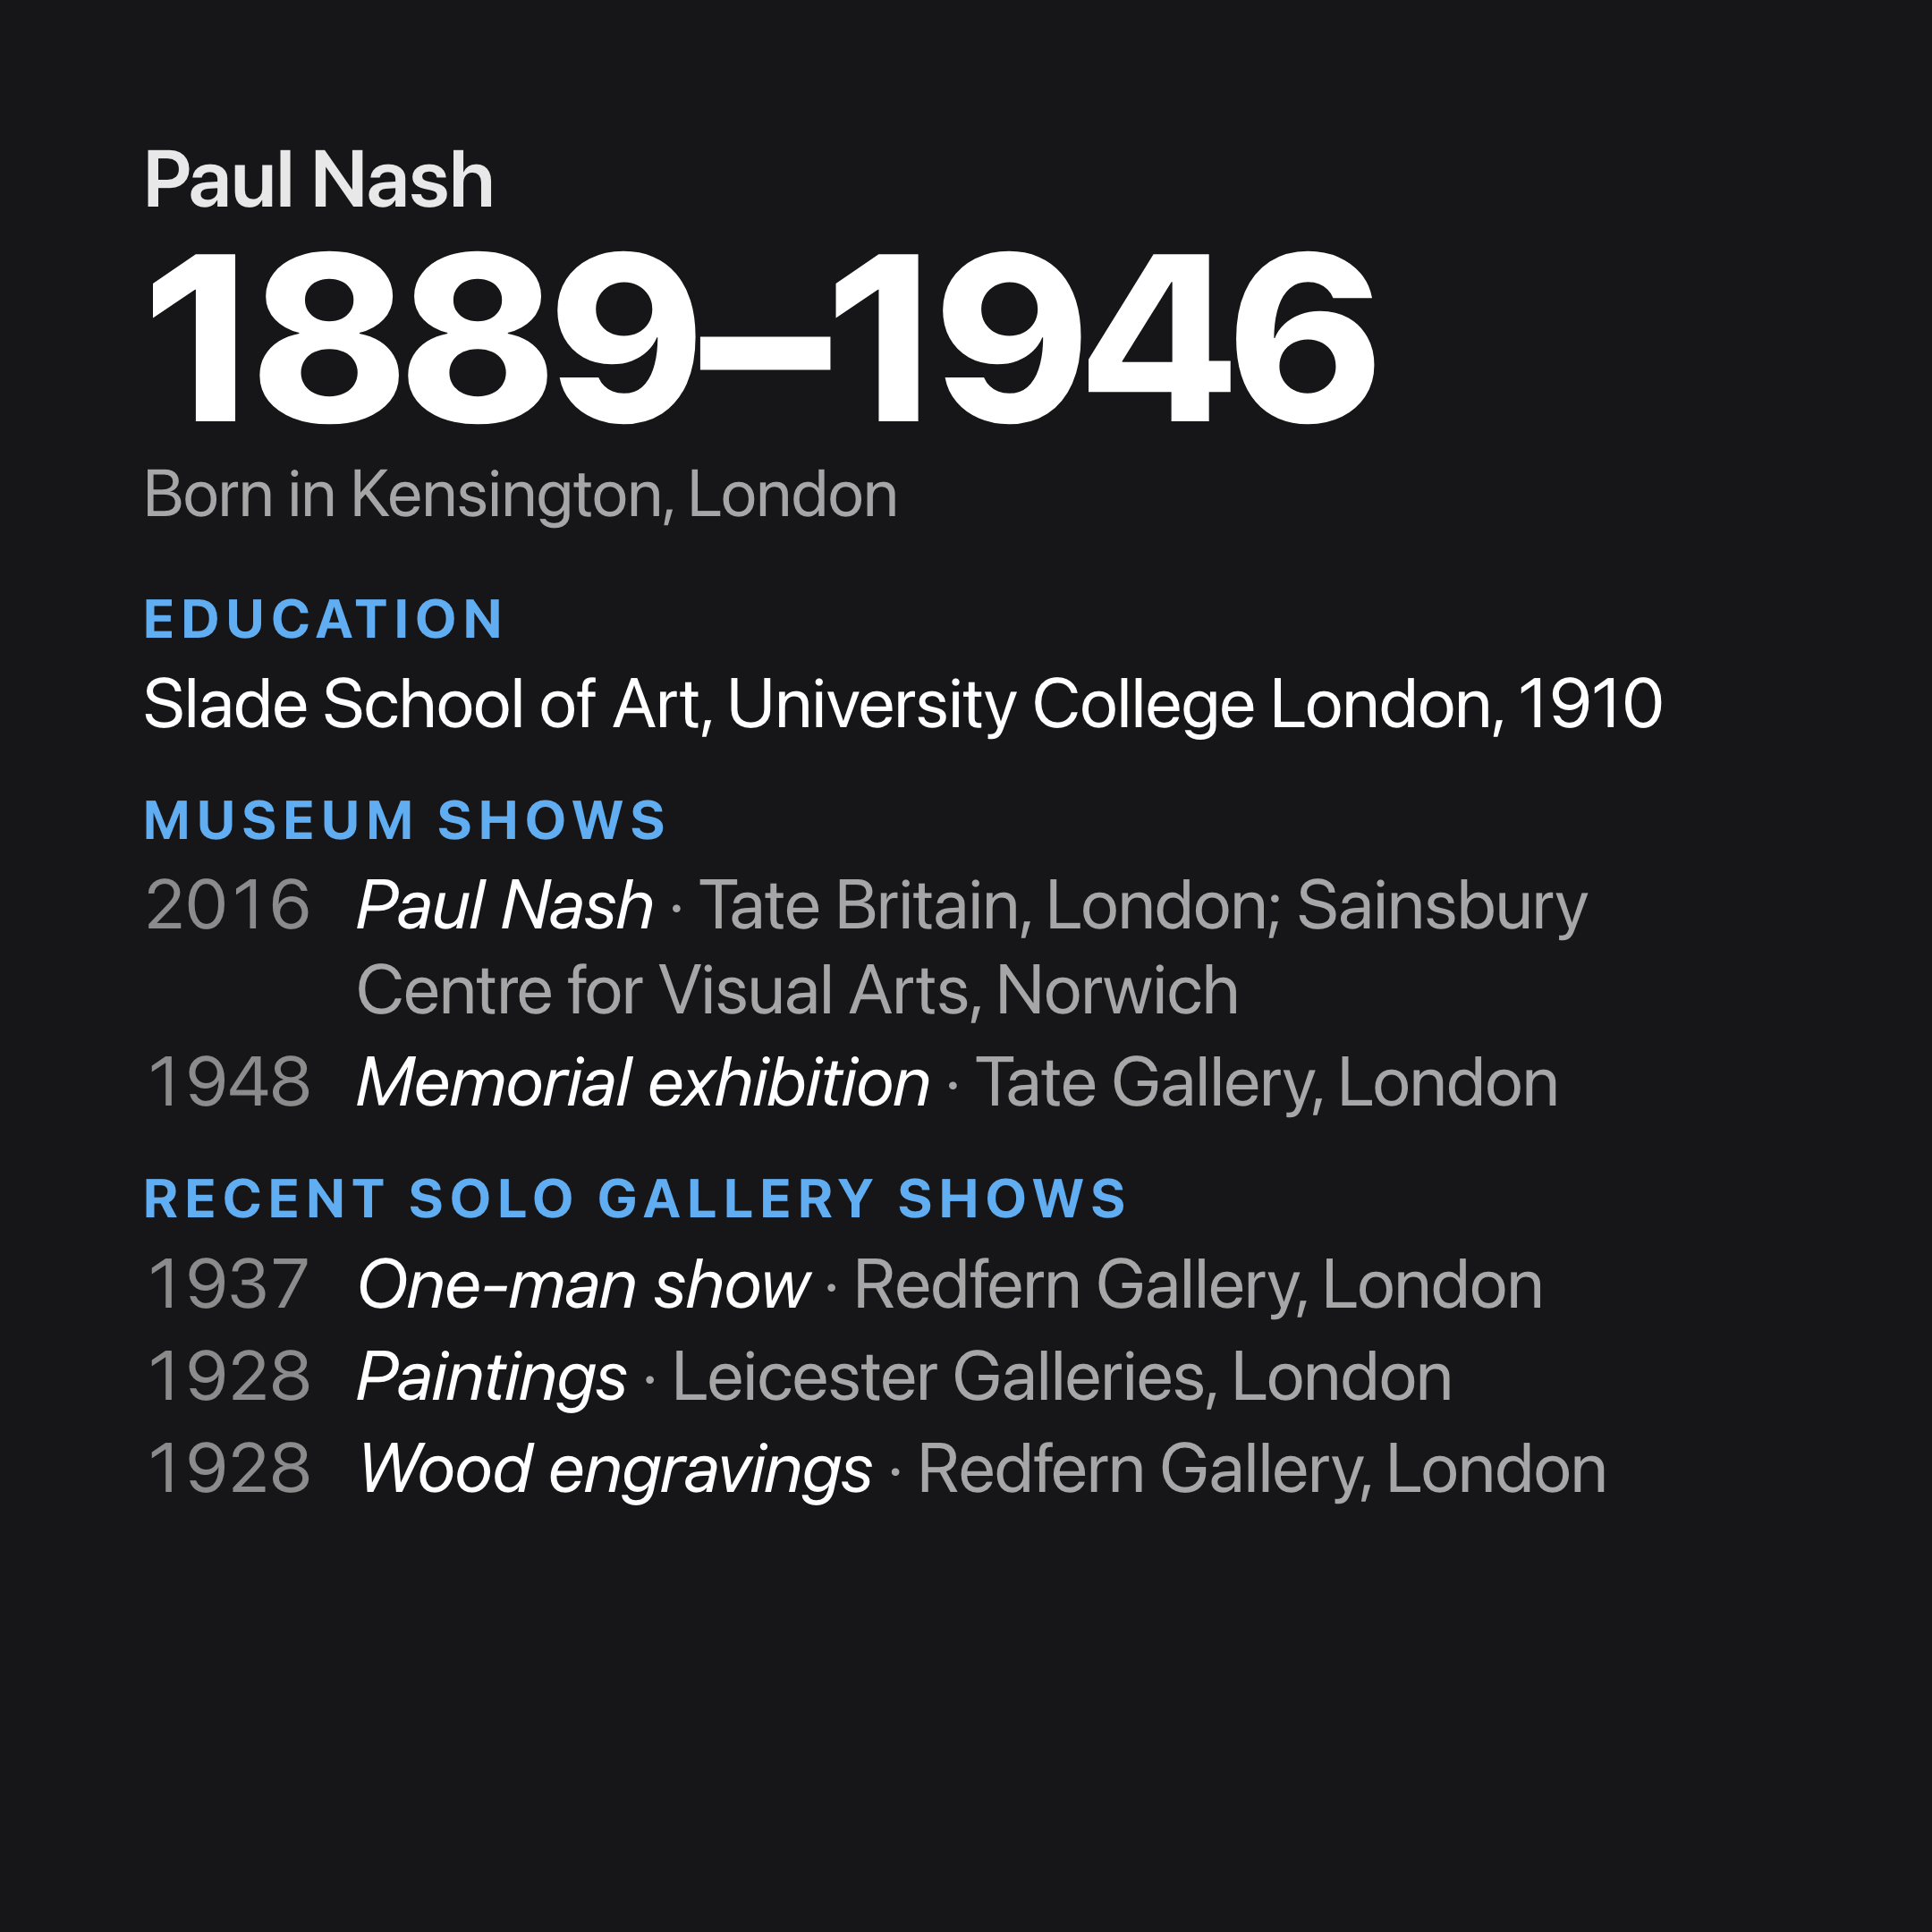 Paul Nash
1889–1946
Born in Kensington, London
EDUCATION
Slade School of Art, University College London, 1910
MUSEUM SHOWS
2016 Paul Nash · Tate Britain, London; Sainsbury
Centre for Visual Arts, Norwich
1948 Memorial exhibition · Tate Gallery, London
RECENT SOLO GALLERY SHOWS
1937 One-man show · Redfern Gallery, London
1928 Paintings · Leicester Galleries, London
1928 Wood engravings · Redfern Gallery, London